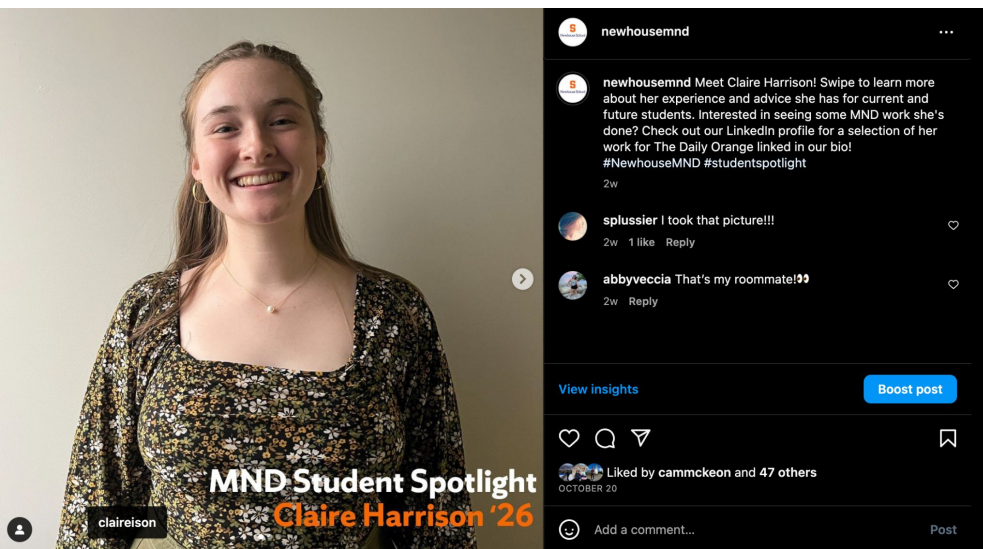 newhousemnd
newhousemnd Meet Claire Harrison! Swipe to learn more
about her experience and advice she has for current and
future students. Interested in seeing some MND work she's
done? Check out our LinkedIn profile for a selection of her
work for The Daily Orange linked in our bio!
#NewhouseMND #studentspotlight
2w
splussier I took that picture!!!
2w 1 like Reply
abbyveccia That's my roommate!👀
2w Reply
View insights
Boost post
Liked by cammckeon and 47 others
OCTOBER 20
Add a comment...
Post
MND Student Spotlight
Claire Harrison '26
claireison